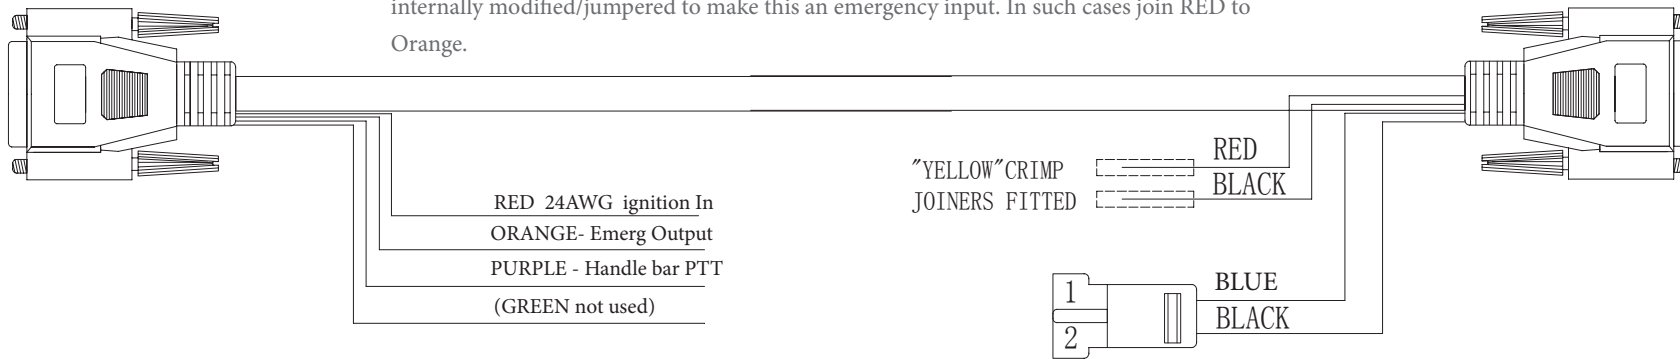 internally modified/jumpered to make this an emergency input. In such cases join RED to
Orange.
RED 24AWG ignition In
ORANGE- Emerg Output
PURPLE - Handle bar PTT
(GREEN not used)
"YELLOW"CRIMP
JOINERS FITTED
RED
BLACK
1
2
BLUE
BLACK